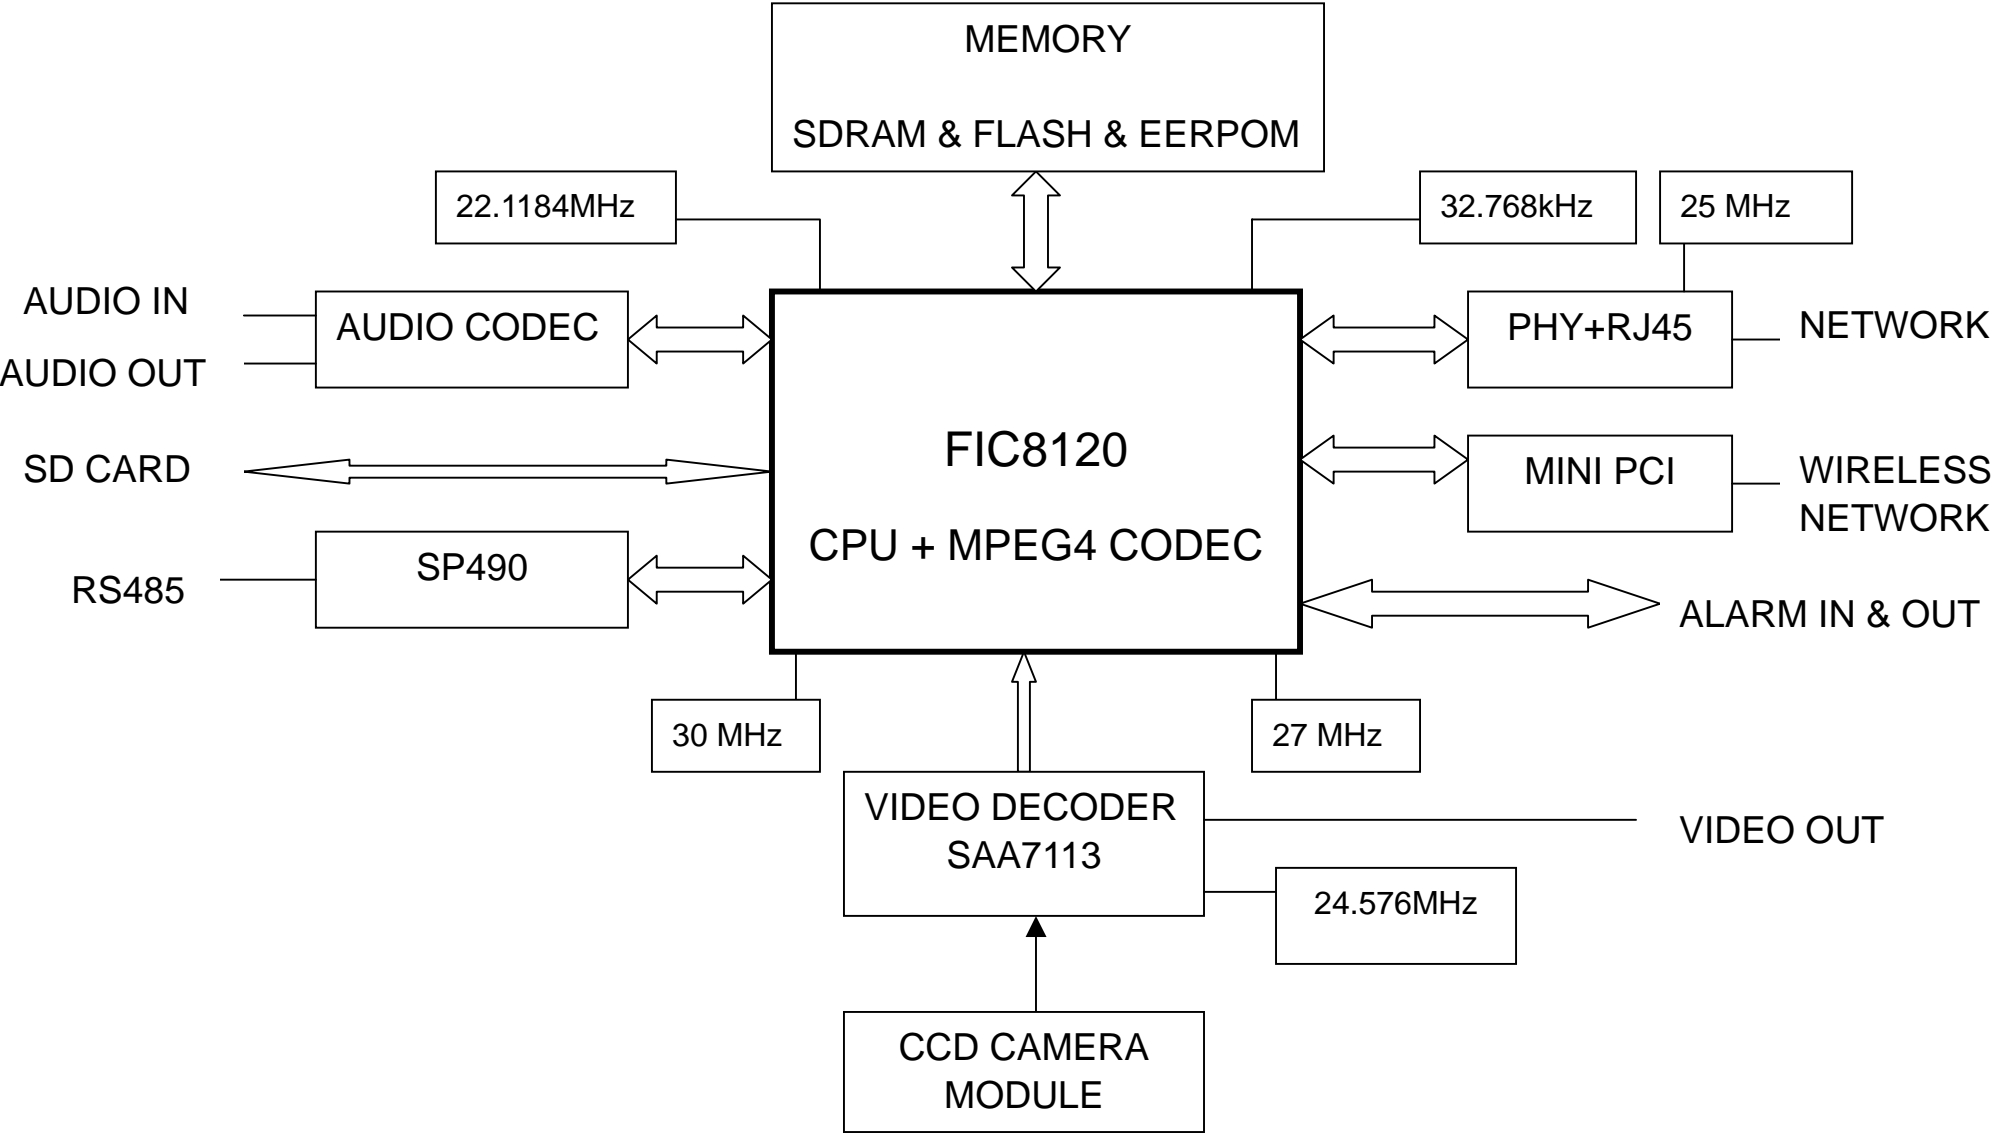 MEMORY
SDRAM & FLASH & EERPOM
22.1184MHz
32.768kHz
25 MHz
AUDIO IN
AUDIO OUT
AUDIO CODEC
PHY+RJ45
NETWORK
SD CARD
FIC8120
CPU + MPEG4 CODEC
MINI PCI
WIRELESS
NETWORK
RS485
SP490
ALARM IN & OUT
30 MHz
27 MHz
VIDEO DECODER
SAA7113
VIDEO OUT
24.576MHz
CCD CAMERA
MODULE